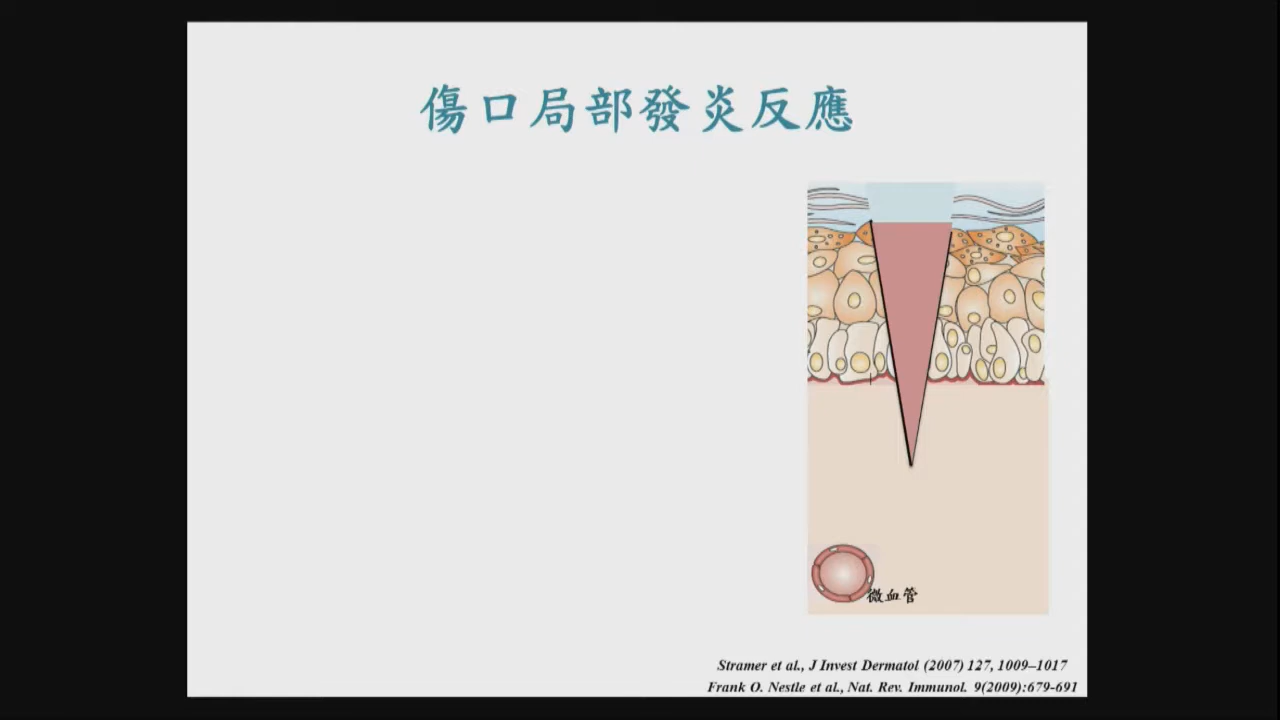 傷口局部發炎反應
微血管
Stramer et al., J Invest Dermatol (2007) 127, 1009–1017
Frank O. Nestle et al., Nat. Rev. Immunol. 9(2009):679-691